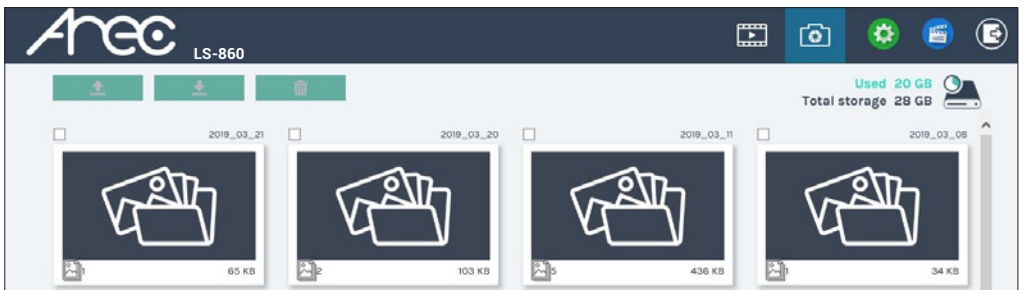 Arec LS-860
Used 20 GB
Total storage 28 GB
2019_03_21 2019_03_20 2019_03_11 2019_03_08
1 65 KB 2 103 KB 5 436 KB 1 34 KB